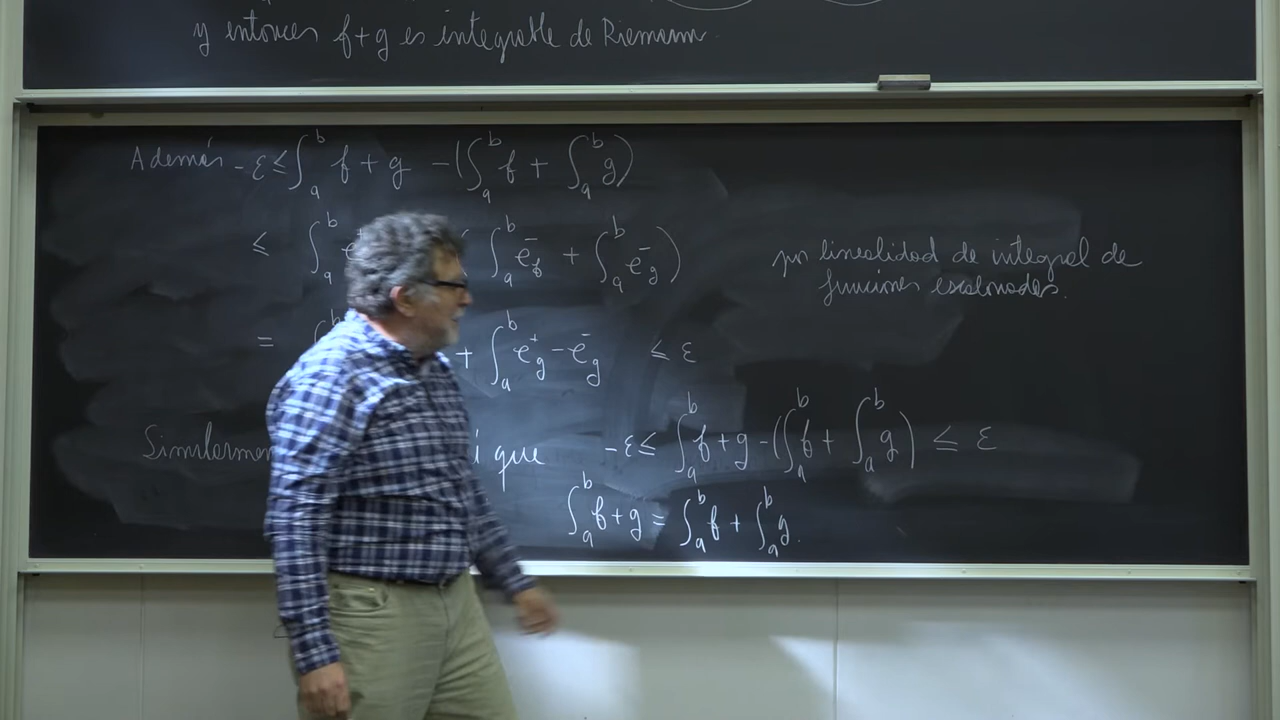 y entonces f+g es integrable de Riemann.
Además -ε ≤ ∫_a^b f + g - (∫_a^b f + ∫_a^b g)
≤ ∫_a^b e ∫_a^b e_f^- + ∫_a^b e_g^-)
por linealidad de integral de
funciones escalonadas.
= + ∫_a^b e_g^+ - e_g^- ≤ ε
que -ε ≤ ∫_a^b f + g - (∫_a^b f + ∫_a^b g) ≤ ε
∫_a^b f + g = ∫_a^b f + ∫_a^b g.